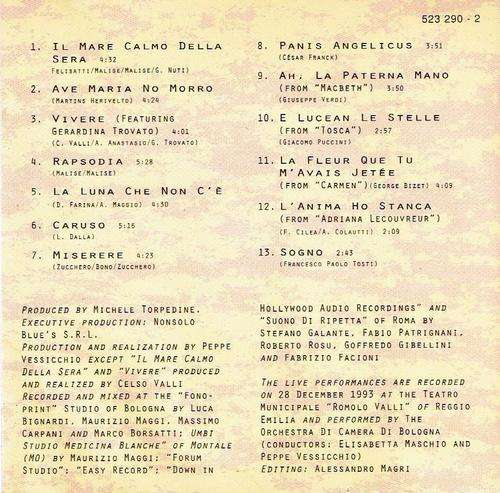 523 290 - 2
1. Il Mare Calmo Della
Sera 4:32
Felisatti/Malise/Malise/G. Nuti)
2. Ave Maria No Morro
(Martins Herivelto) 4:24
3. Vivere (Featuring
Gerardina Trovato) 4:01
(C. Valli/A. Anastasio/G. Trovato)
4. Rapsodia 5:28
(Malise/Malise)
5. La Luna Che Non C'è
(D. Farina/A. Maggio) 4:30
6. Caruso 5:16
(L. Dalla)
7. Miserere 4:23
(Zucchero/Bono/Zucchero)
8. Panis Angelicus 3:51
(César Franck)
9. Ah, La Paterna Mano
(from "Macbeth") 3:50
(Giuseppe Verdi)
10. E Lucean Le Stelle
(from "Tosca") 2:57
(Giacomo Puccini)
11. La Fleur Que Tu
M'Avais Jetée
(from "Carmen") (George Bizet) 4:09
12. L'Anima Ho Stanca
(from "Adriana Lecouvreur")
(F. Cilea/A. Colautti) 2:09
13. Sogno 2:43
(Francesco Paolo Tosti)
Produced by Michele Torpedine.
Executive production: Nonsolo
Blue's S.R.L.
Production and realization by Peppe
Vessicchio except "Il Mare Calmo
Della Sera" and "Vivere" produced
and realized by Celso Valli
Recorded and mixed at the "Fono-
print" Studio of Bologna by Luca
Bignardi, Maurizio Maggi, Massimo
Carpani and Marco Borsatti; Umbi
Studio Medicina Blanche" of Montale
(MO) by Maurizio Maggi; "Forum
Studio"; "Easy Record"; "Down in
Hollywood Audio Recordings" and
"Suono Di Ripetta" of Roma by
Stefano Galante, Fabio Patrignani,
Roberto Rosu, Goffredo Gibellini
and Fabrizio Facioni
The live performances are recorded
on 28 December 1993 at the Teatro
Municipale "Romolo Valli" of Reggio
Emilia and performed by the
Orchestra Di Camera Di Bologna
(conductors: Elisabetta Maschio and
Peppe Vessicchio)
Editing: Alessandro Magri